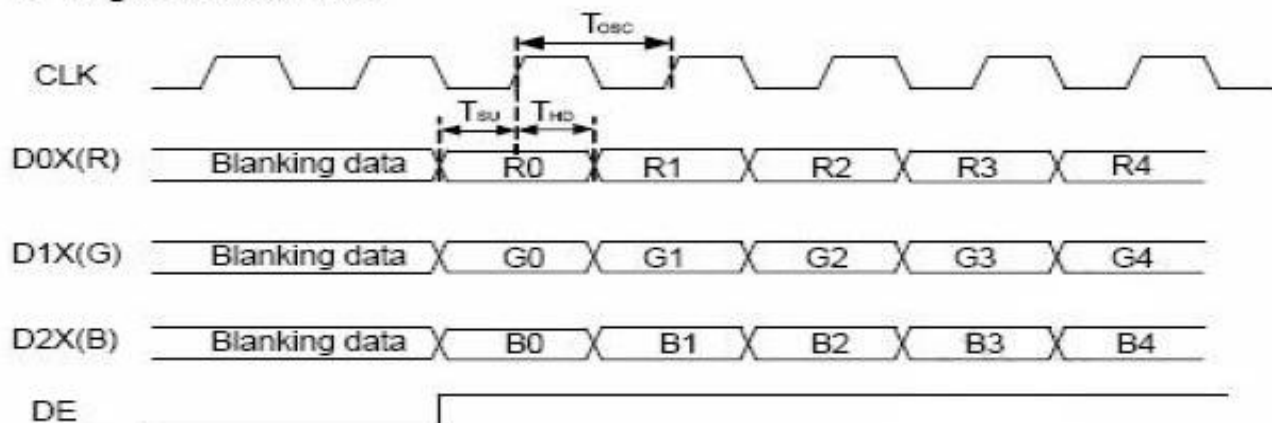 Tosc
CLK
TSU THD
D0X(R) Blanking data R0 R1 R2 R3 R4
D1X(G) Blanking data G0 G1 G2 G3 G4
D2X(B) Blanking data B0 B1 B2 B3 B4
DE